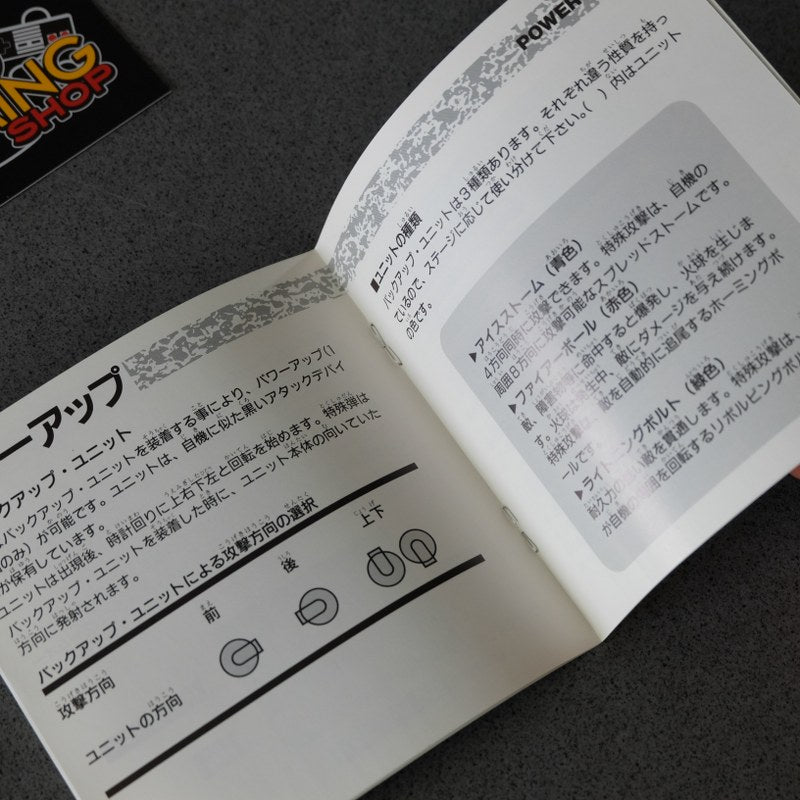 ING
SHOP
ーアップ
クアップ・ユニット
バックアップ・ユニットを装着する事により、パワーアップ(1
のみ)が可能です。ユニットは、自機に似た黒いアタックデバイ
が保有しています。
ユニットは出現後、時計回りに上右下左と回転を始めます。特殊弾は
バックアップ・ユニットを装着した時に、ユニット本体の向いていた
方向に発射されます。
バックアップ・ユニットによる攻撃方向の選択
攻撃方向 前 後 上下
ユニットの方向
POWER
■ユニットの種類
バックアップ・ユニットは3種類あります。それぞれ違う性質を持っ
ているので、ステージに応じて使い分けて下さい。( )内はユニット
の色です。
▶アイスストーム(青色)
4方向同時に攻撃できます。特殊攻撃は、自機の
周囲8方向に攻撃可能なスプレッドストームです。
▶ファイアーボール(赤色)
敵、障害物等に命中すると爆発し、火球を生じま
す。火球は発生中、敵にダメージを与え続けます。
特殊攻撃は、敵を自動的に追尾するホーミングボ
ールです。
▶ライトニングボルト(緑色)
耐久力の低い敵を貫通します。特殊攻撃は、
が自機の周囲を回転するリボルビングボル